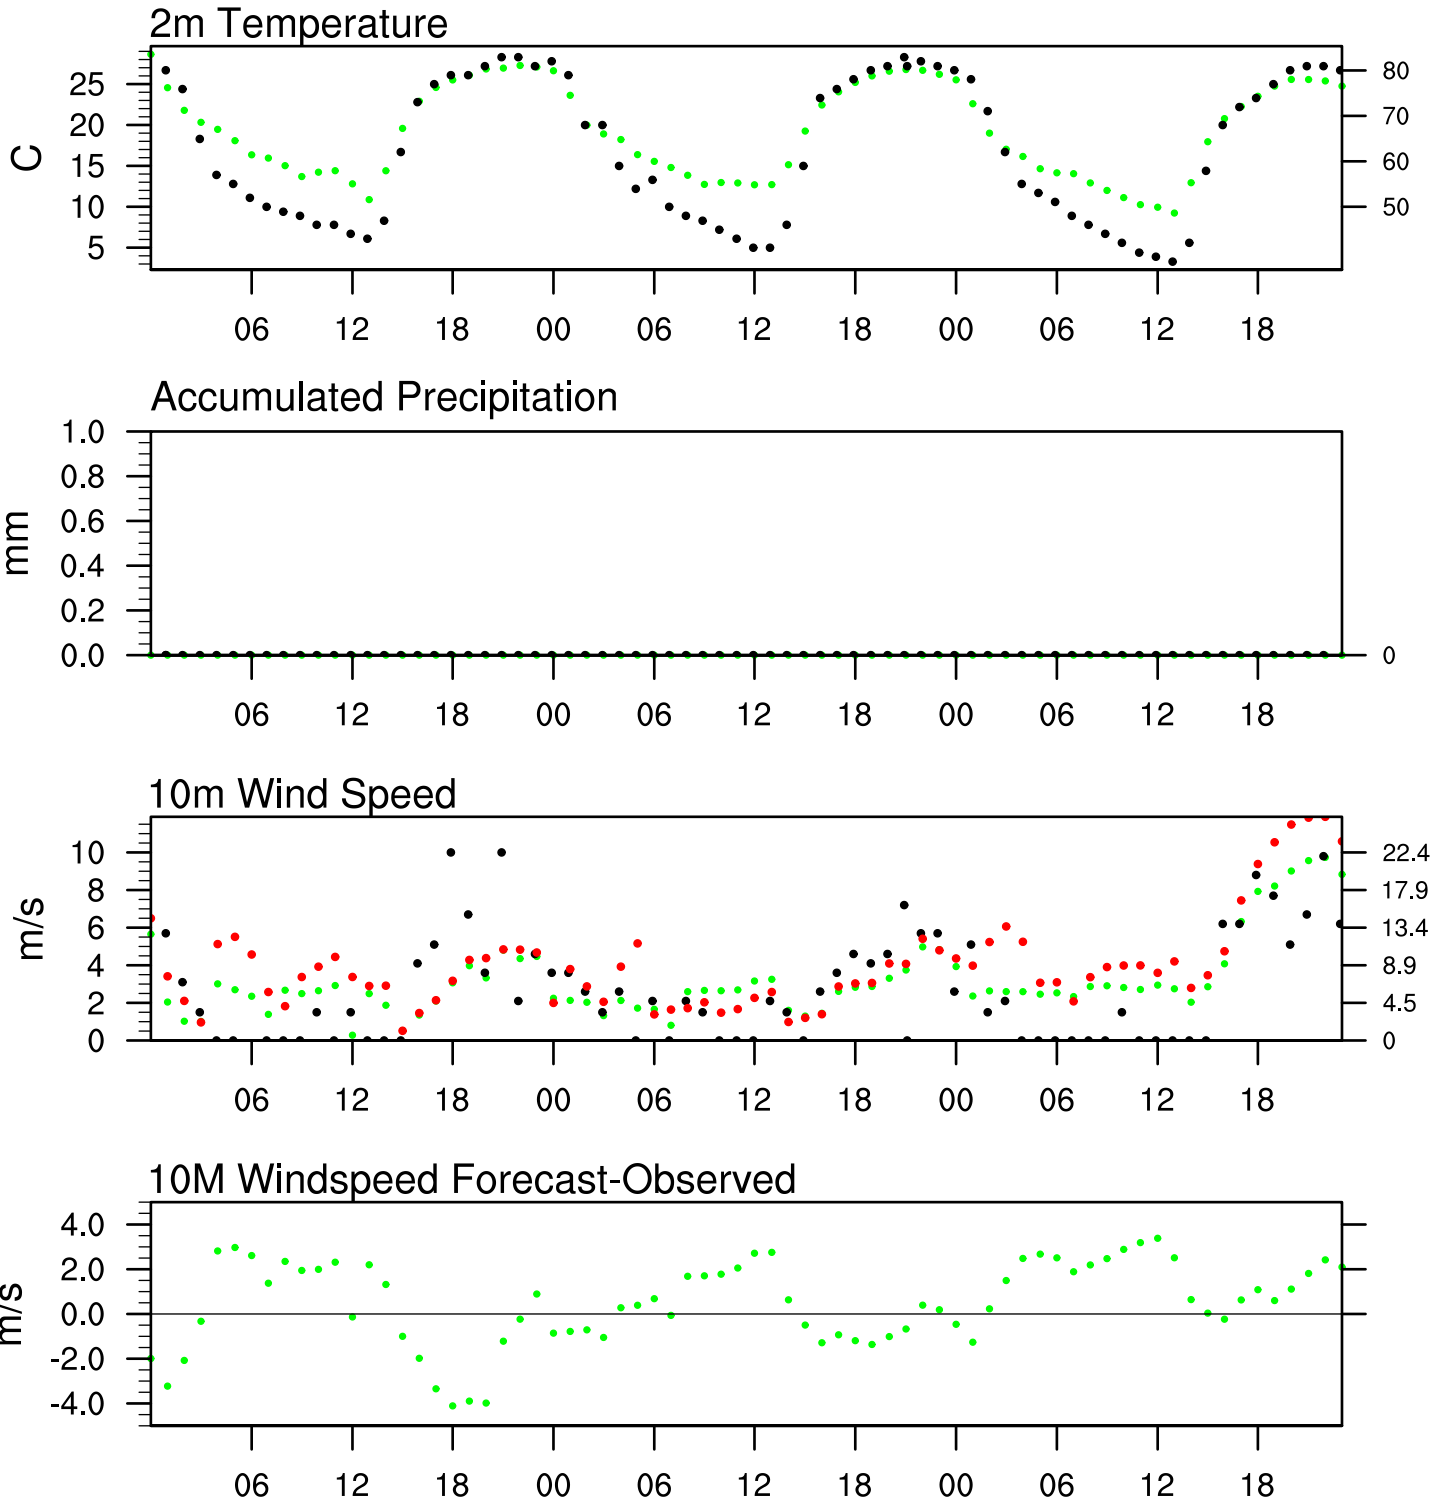 2m Temperature
25
20
15
10
5
C
80
70
60
50
06 12 18 00 06 12 18 00 06 12 18
Accumulated Precipitation
1.0
0.8
0.6
0.4
0.2
0.0
mm
0
06 12 18 00 06 12 18 00 06 12 18
10m Wind Speed
10
8
6
4
2
0
m/s
22.4
17.9
13.4
8.9
4.5
0
06 12 18 00 06 12 18 00 06 12 18
10M Windspeed Forecast-Observed
4.0
2.0
0.0
-2.0
-4.0
m/s
06 12 18 00 06 12 18 00 06 12 18